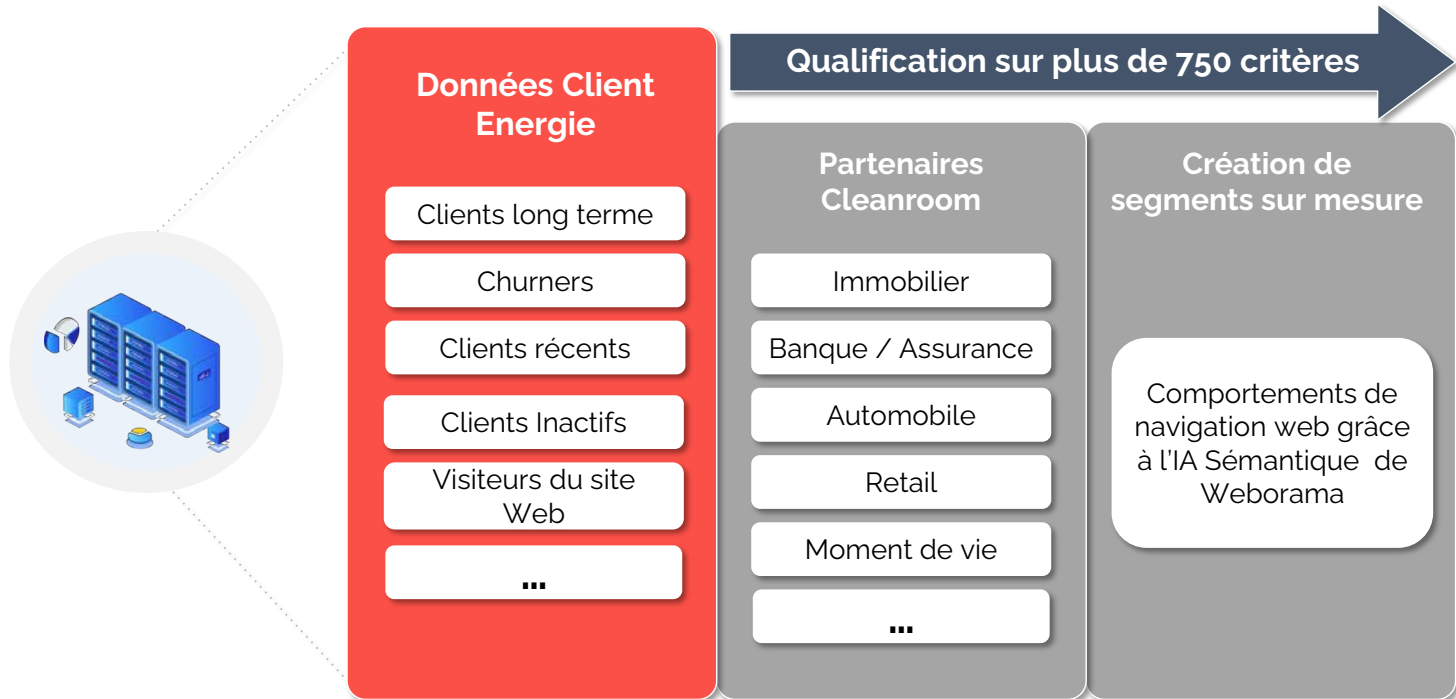 Données Client
Energie
Clients long terme
Churners
Clients récents
Clients Inactifs
Visiteurs du site
Web
...
Qualification sur plus de 750 critères
Partenaires
Cleanroom
Immobilier
Banque / Assurance
Automobile
Retail
Moment de vie
...
Création de
segments sur mesure
Comportements de
navigation web grâce
à l'IA Sémantique de
Weborama